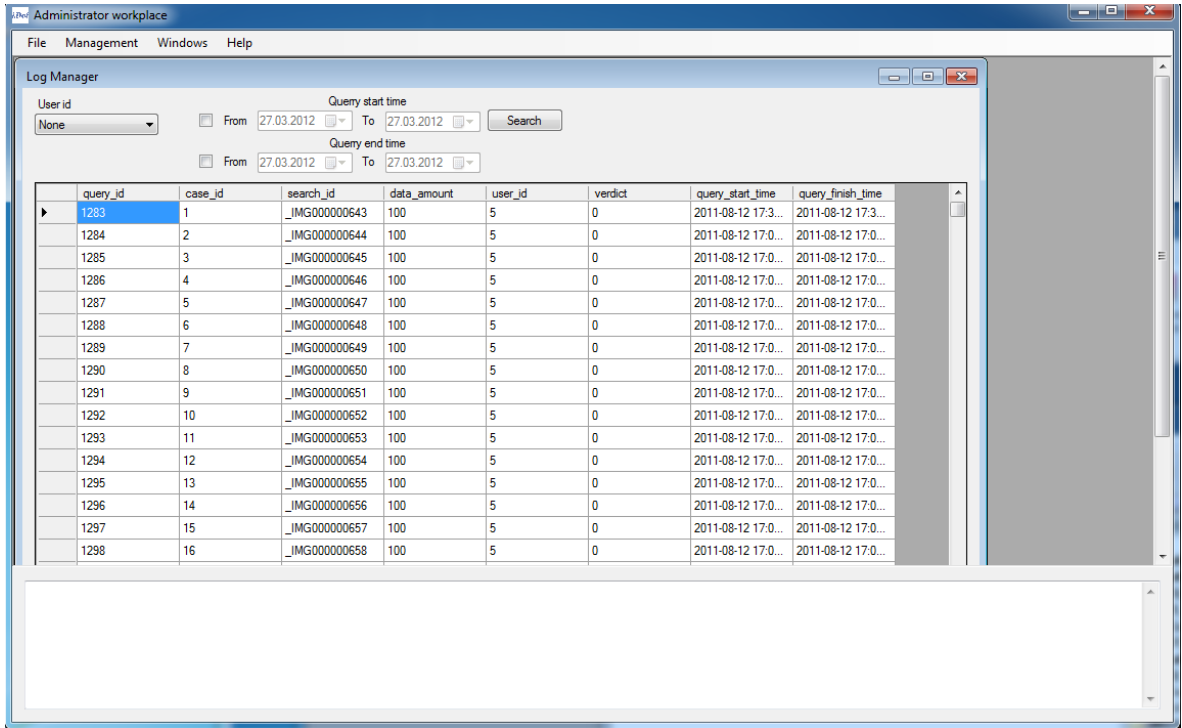 Administrator workplace
File Management Windows Help
Log Manager
User id
None
Querry start time
From 27.03.2012 To 27.03.2012 Search
Querry end time
From 27.03.2012 To 27.03.2012
query_id case_id search_id data_amount user_id verdict query_start_time query_finish_time
1283 1 _IMG000000643 100 5 0 2011-08-12 17:3... 2011-08-12 17:3...
1284 2 _IMG000000644 100 5 0 2011-08-12 17:0... 2011-08-12 17:0...
1285 3 _IMG000000645 100 5 0 2011-08-12 17:0... 2011-08-12 17:0...
1286 4 _IMG000000646 100 5 0 2011-08-12 17:0... 2011-08-12 17:0...
1287 5 _IMG000000647 100 5 0 2011-08-12 17:0... 2011-08-12 17:0...
1288 6 _IMG000000648 100 5 0 2011-08-12 17:0... 2011-08-12 17:0...
1289 7 _IMG000000649 100 5 0 2011-08-12 17:0... 2011-08-12 17:0...
1290 8 _IMG000000650 100 5 0 2011-08-12 17:0... 2011-08-12 17:0...
1291 9 _IMG000000651 100 5 0 2011-08-12 17:0... 2011-08-12 17:0...
1292 10 _IMG000000652 100 5 0 2011-08-12 17:0... 2011-08-12 17:0...
1293 11 _IMG000000653 100 5 0 2011-08-12 17:0... 2011-08-12 17:0...
1294 12 _IMG000000654 100 5 0 2011-08-12 17:0... 2011-08-12 17:0...
1295 13 _IMG000000655 100 5 0 2011-08-12 17:0... 2011-08-12 17:0...
1296 14 _IMG000000656 100 5 0 2011-08-12 17:0... 2011-08-12 17:0...
1297 15 _IMG000000657 100 5 0 2011-08-12 17:0... 2011-08-12 17:0...
1298 16 _IMG000000658 100 5 0 2011-08-12 17:0... 2011-08-12 17:0...